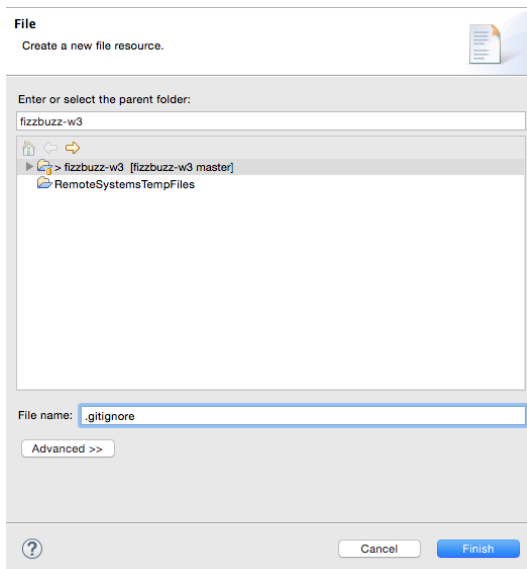 File
Create a new file resource.
Enter or select the parent folder:
fizzbuzz-w3
> fizzbuzz-w3 [fizzbuzz-w3 master]
RemoteSystemsTempFiles
File name: .gitignore
Advanced >>
? Cancel Finish